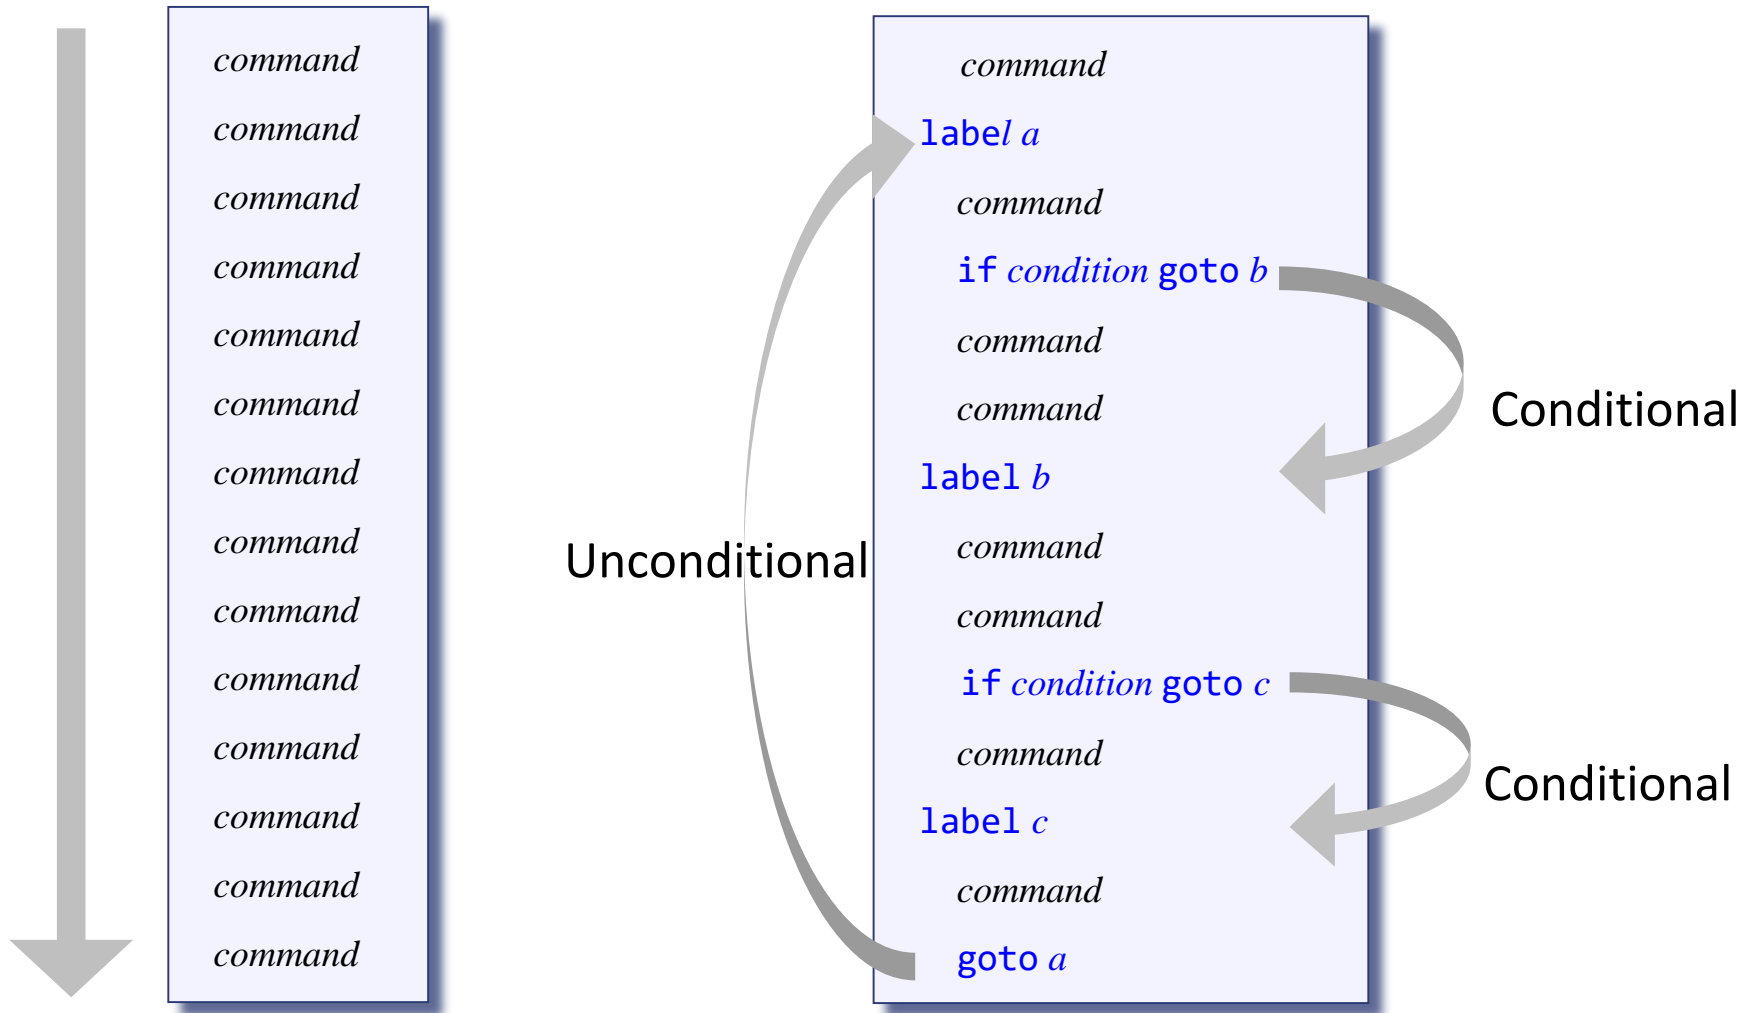 command
command
command
command
command
command
command
command
command
command
command
command
command
command
Unconditional
command
label a
command
if condition goto b
command
command
label b
command
command
if condition goto c
command
label c
command
goto a
Conditional
Conditional